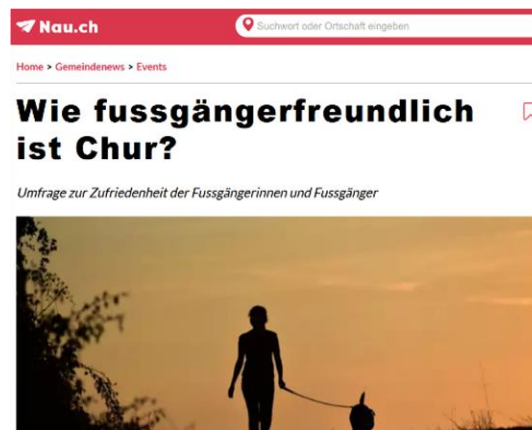 Nau.ch
Suchwort oder Ortschaft eingeben
Home > Gemeindenews > Events
Wie fussgängerfreundlich
ist Chur?
Umfrage zur Zufriedenheit der Fussgängerinnen und Fussgänger